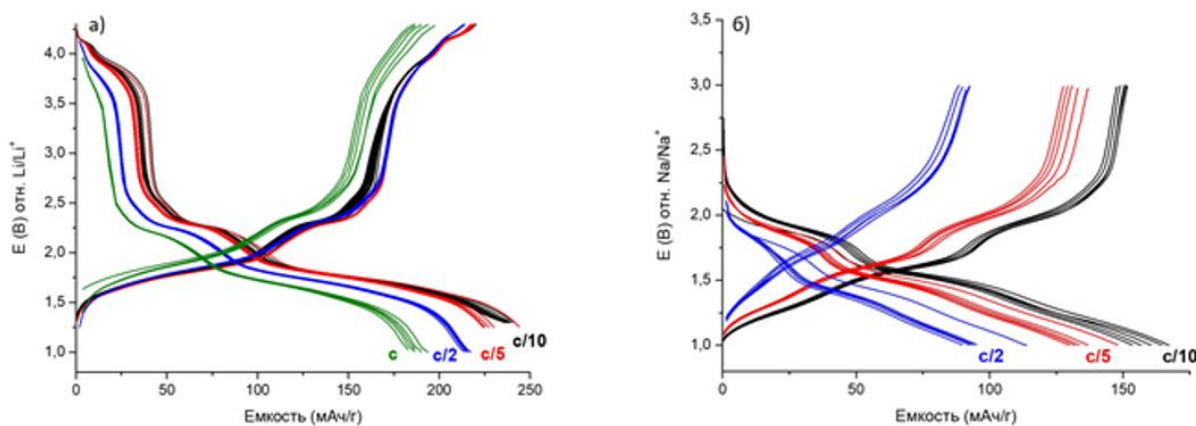 а)
4,0
3,5
3,0
2,5
2,0
1,5
1,0
E (В) отн. Li/Li⁺
c
c/2
c/5
c/10
0
50
100
150
200
250
Емкость (мАч/г)
б)
3,5
3,0
2,5
2,0
1,5
1,0
E (В) отн. Na/Na⁺
c/2
c/5
c/10
0
50
100
150
Емкость (мАч/г)